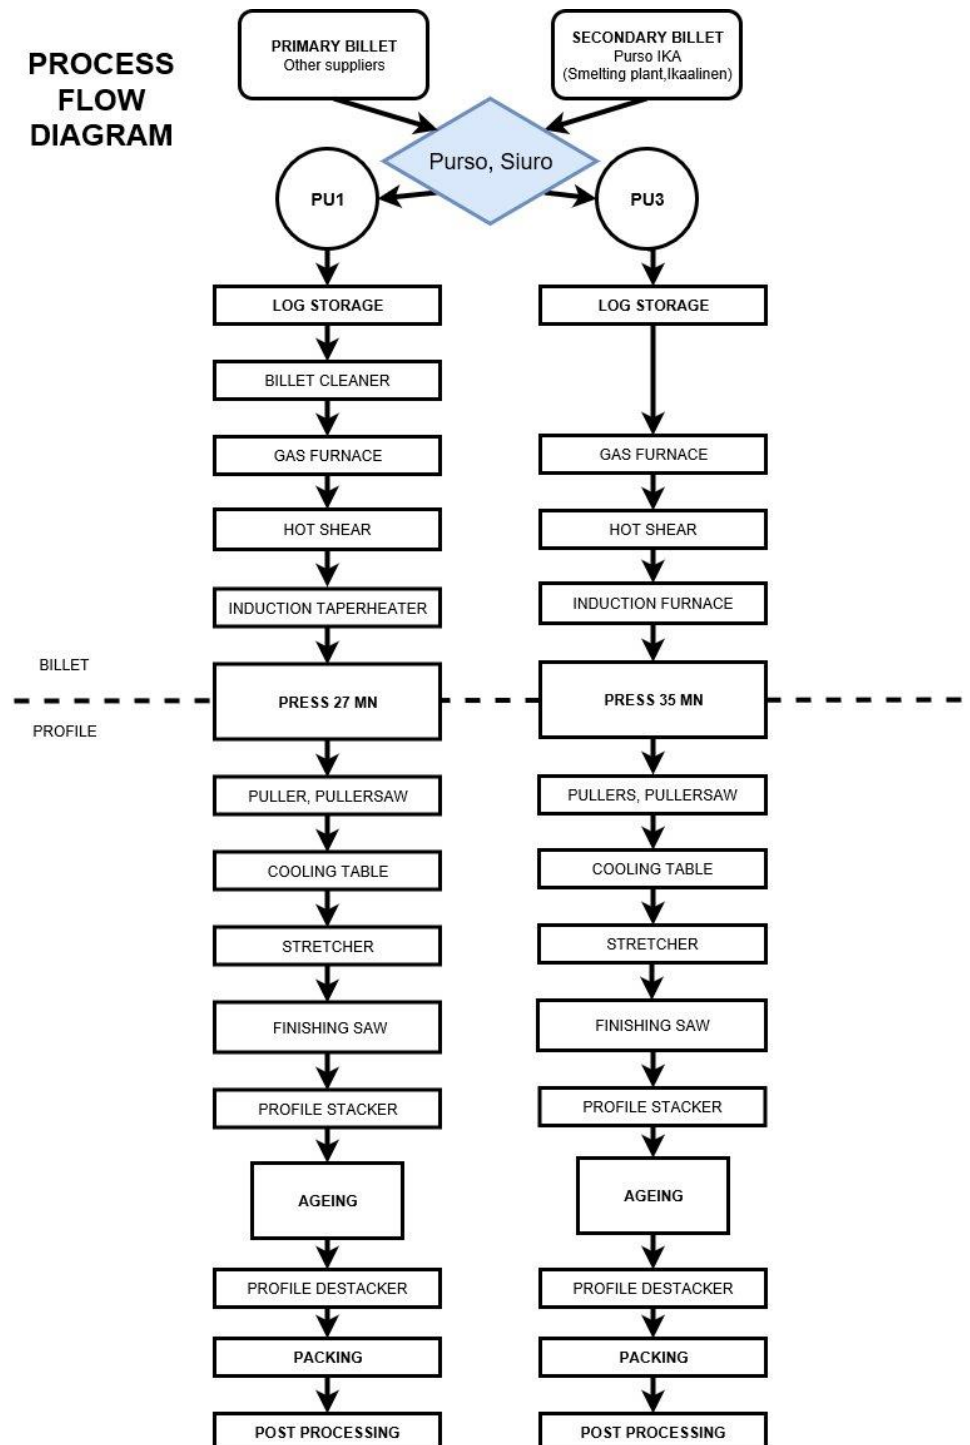 PROCESS
FLOW
DIAGRAM
PRIMARY BILLET
Other suppliers
SECONDARY BILLET
Purso IKA
(Smelting plant,Ikaalinen)
Purso, Siuro
PU1
PU3
LOG STORAGE
LOG STORAGE
BILLET CLEANER
GAS FURNACE
GAS FURNACE
HOT SHEAR
HOT SHEAR
INDUCTION TAPERHEATER
INDUCTION FURNACE
BILLET
PRESS 27 MN
PRESS 35 MN
PROFILE
PULLER, PULLERSAW
PULLERS, PULLERSAW
COOLING TABLE
COOLING TABLE
STRETCHER
STRETCHER
FINISHING SAW
FINISHING SAW
PROFILE STACKER
PROFILE STACKER
AGEING
AGEING
PROFILE DESTACKER
PROFILE DESTACKER
PACKING
PACKING
POST PROCESSING
POST PROCESSING